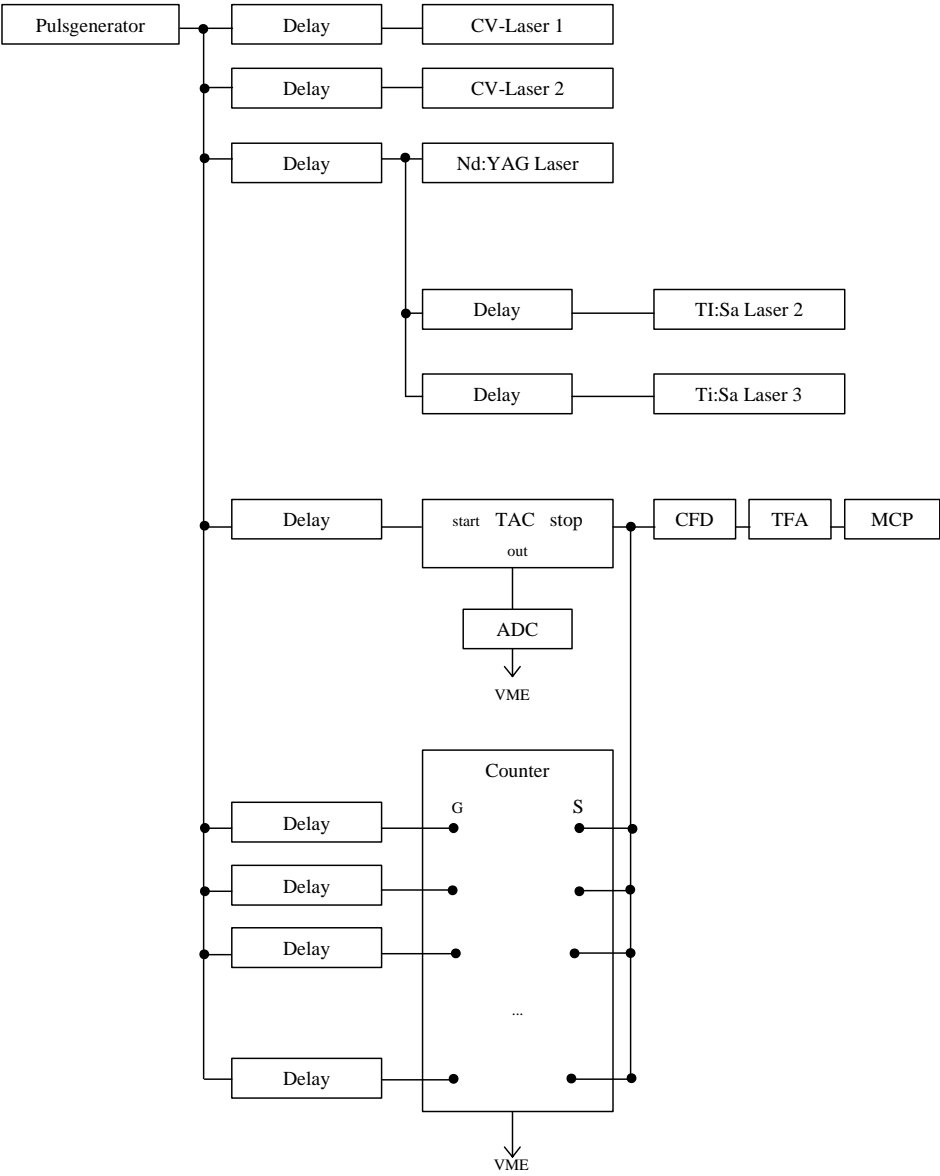 Pulsgenerator Delay CV-Laser 1
Delay CV-Laser 2
Delay Nd:YAG Laser
Delay TI:Sa Laser 2
Delay Ti:Sa Laser 3
Delay start TAC stop CFD TFA MCP
out
ADC
VME
Counter
G S
Delay
Delay
Delay
...
Delay
VME